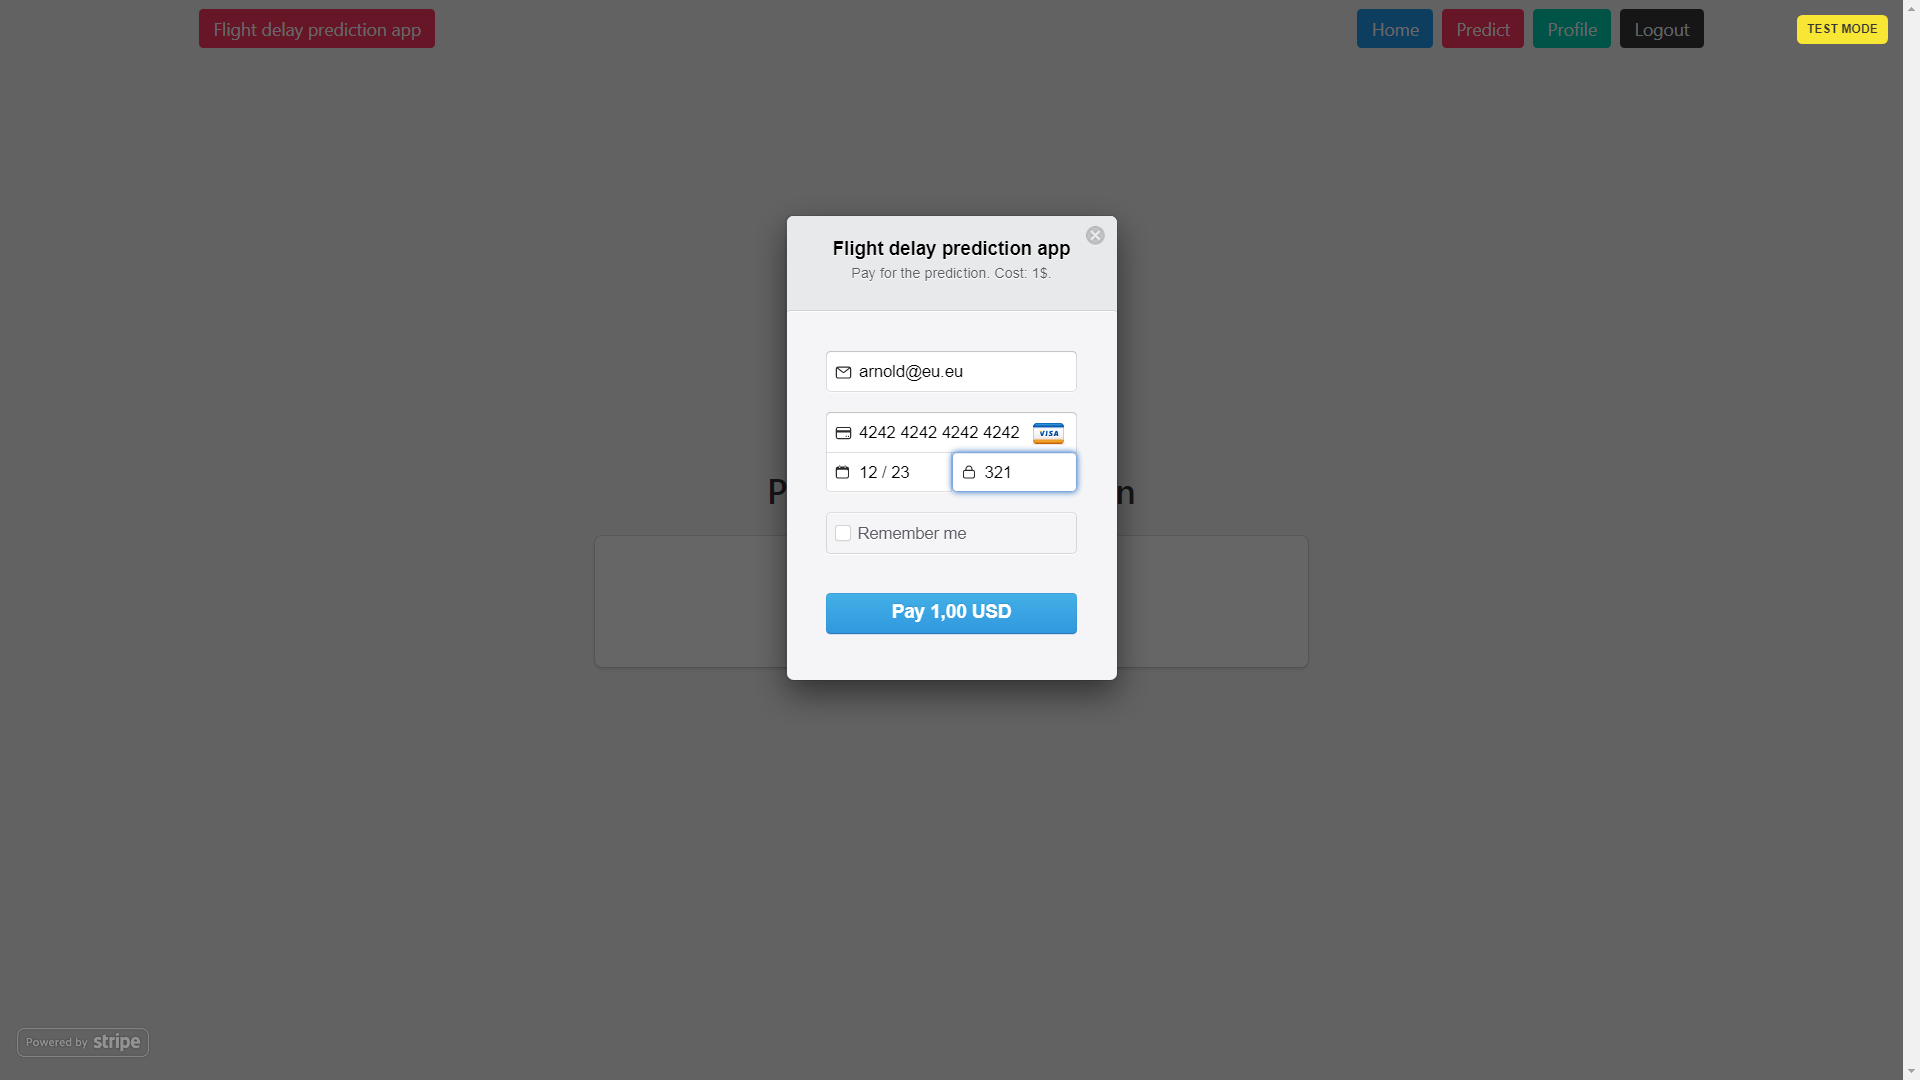 Flight delay prediction app
Home
Predict
Profile
Logout
TEST MODE
Flight delay prediction app
Pay for the prediction. Cost: 1$.
arnold@eu.eu
4242 4242 4242 4242
VISA
12 / 23
321
Remember me
Pay 1,00 USD
Powered by stripe